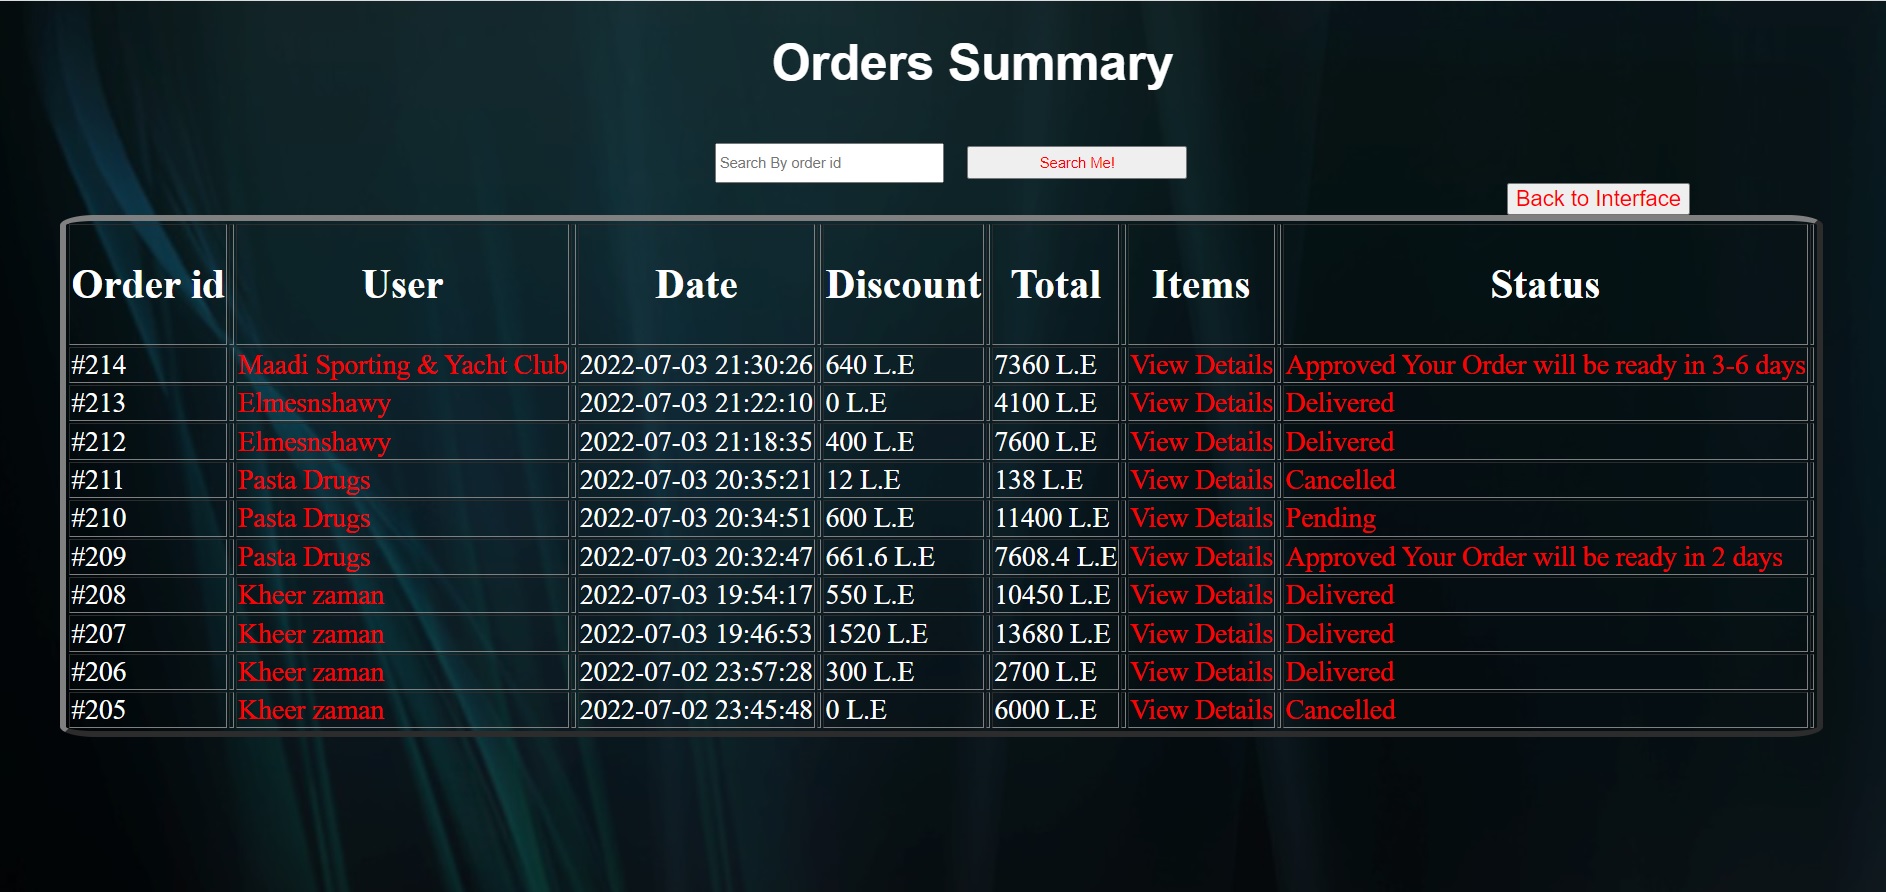 Orders Summary
Search By order id Search Me!
Back to Interface
Order id User Date Discount Total Items Status
#214 Maadi Sporting & Yacht Club 2022-07-03 21:30:26 640 L.E 7360 L.E View Details Approved Your Order will be ready in 3-6 days
#213 Elmesnshawy 2022-07-03 21:22:10 0 L.E 4100 L.E View Details Delivered
#212 Elmesnshawy 2022-07-03 21:18:35 400 L.E 7600 L.E View Details Delivered
#211 Pasta Drugs 2022-07-03 20:35:21 12 L.E 138 L.E View Details Cancelled
#210 Pasta Drugs 2022-07-03 20:34:51 600 L.E 11400 L.E View Details Pending
#209 Pasta Drugs 2022-07-03 20:32:47 661.6 L.E 7608.4 L.E View Details Approved Your Order will be ready in 2 days
#208 Kheer zaman 2022-07-03 19:54:17 550 L.E 10450 L.E View Details Delivered
#207 Kheer zaman 2022-07-03 19:46:53 1520 L.E 13680 L.E View Details Delivered
#206 Kheer zaman 2022-07-02 23:57:28 300 L.E 2700 L.E View Details Delivered
#205 Kheer zaman 2022-07-02 23:45:48 0 L.E 6000 L.E View Details Cancelled